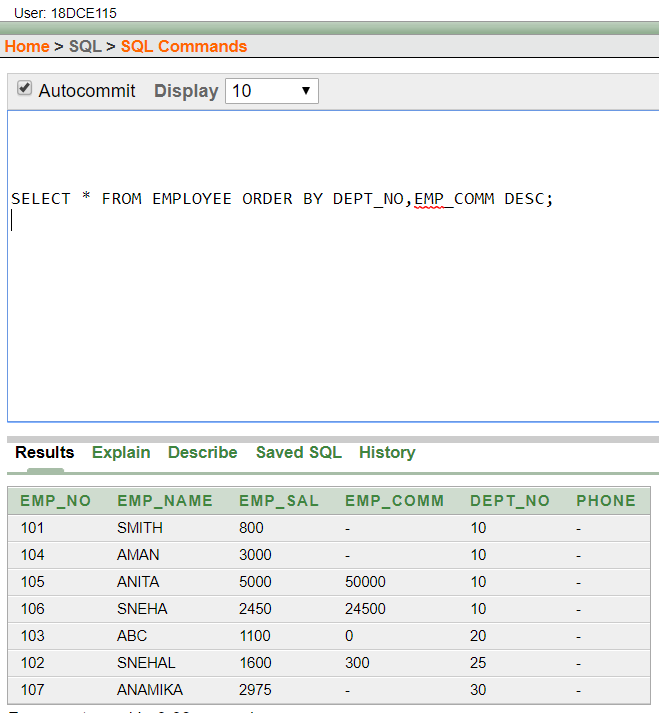 User: 18DCE115
Home > SQL > SQL Commands
Autocommit Display 10
SELECT * FROM EMPLOYEE ORDER BY DEPT_NO,EMP_COMM DESC;
Results Explain Describe Saved SQL History
EMP_NO EMP_NAME EMP_SAL EMP_COMM DEPT_NO PHONE
101 SMITH 800 - 10 -
104 AMAN 3000 - 10 -
105 ANITA 5000 50000 10 -
106 SNEHA 2450 24500 10 -
103 ABC 1100 0 20 -
102 SNEHAL 1600 300 25 -
107 ANAMIKA 2975 - 30 -